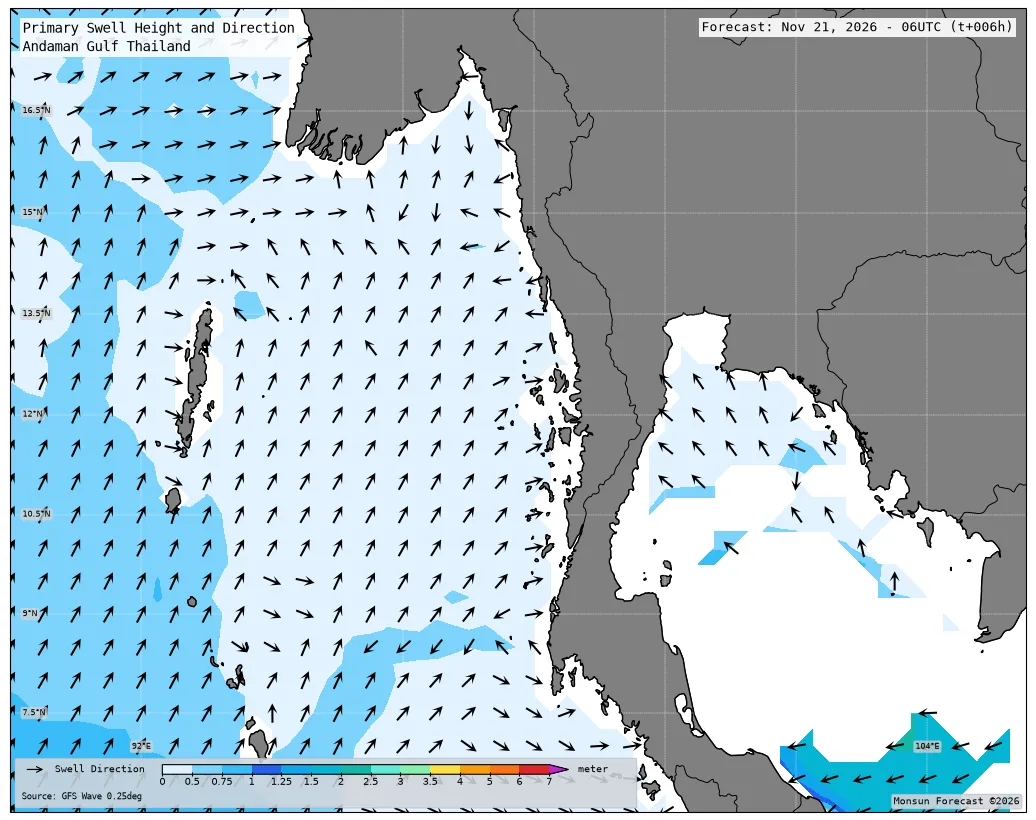 Primary Swell Height and Direction
Andaman Gulf Thailand
Forecast: Nov 21, 2026 - 06UTC (t+006h)
16.5°N
15°N
13.5°N
12°N
10.5°N
9°N
7.5°N
92°E
104°E
Swell Direction
0 0.5 0.75 1 1.25 1.5 2 2.5 3 3.5 4 5 6 7 meter
Source: GFS Wave 0.25deg
Monsun Forecast ©2026